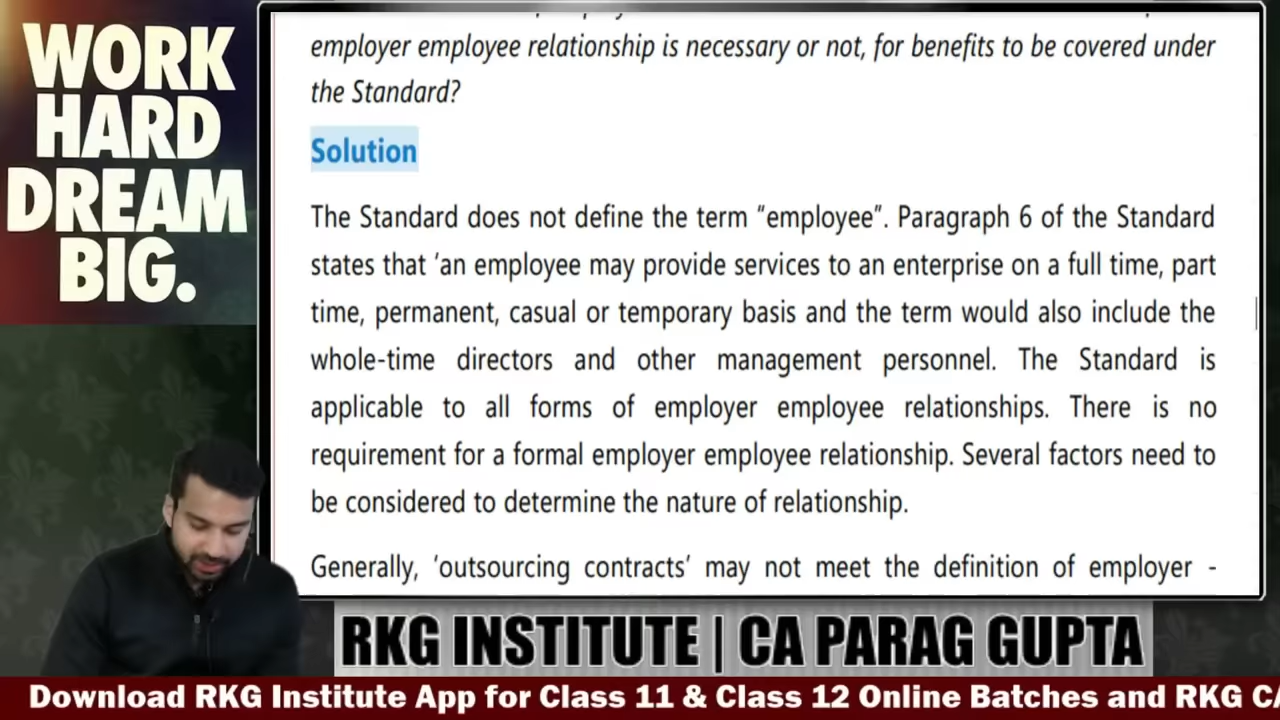 WORK
HARD
DREAM
BIG.
employer employee relationship is necessary or not, for benefits to be covered under
the Standard?
Solution
The Standard does not define the term “employee”. Paragraph 6 of the Standard
states that ‘an employee may provide services to an enterprise on a full time, part
time, permanent, casual or temporary basis and the term would also include the
whole-time directors and other management personnel. The Standard is
applicable to all forms of employer employee relationships. There is no
requirement for a formal employer employee relationship. Several factors need to
be considered to determine the nature of relationship.
Generally, ‘outsourcing contracts’ may not meet the definition of employer -
RKG INSTITUTE | CA PARAG GUPTA
Download RKG Institute App for Class 11 & Class 12 Online Batches and RKG CA